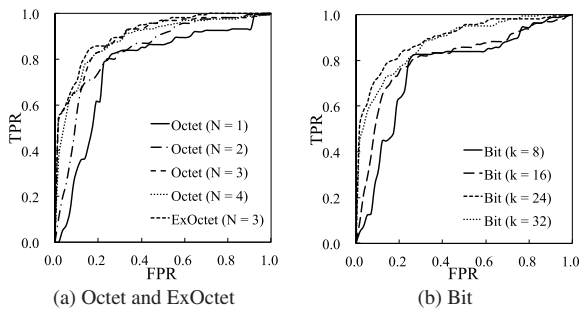 1.0
0.8
0.6
0.4
0.2
0.0
TPR
0.0 0.2 0.4 0.6 0.8 1.0
FPR
Octet (N = 1)
Octet (N = 2)
Octet (N = 3)
Octet (N = 4)
ExOctet (N = 3)
(a) Octet and ExOctet
1.0
0.8
0.6
0.4
0.2
0.0
TPR
0.0 0.2 0.4 0.6 0.8 1.0
FPR
Bit (k = 8)
Bit (k = 16)
Bit (k = 24)
Bit (k = 32)
(b) Bit